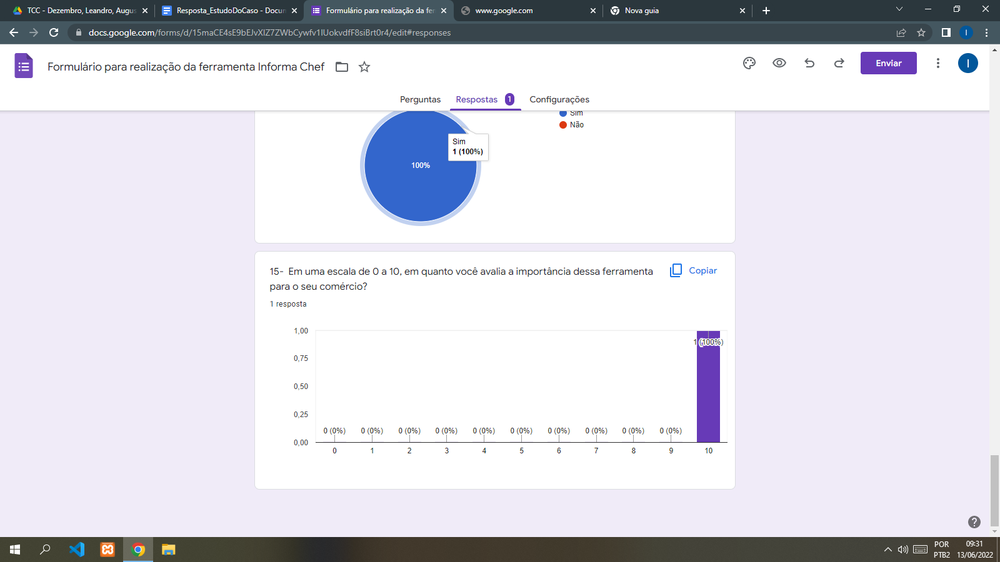 TCC - Dezembro, Leandro, Augus
Resposta_EstudoDoCaso - Docum
Formulário para realização da fer
www.google.com
Nova guia
docs.google.com/forms/d/15maCE4sE9bEJvXIZ7ZWbCywfv1IUokvdfF8siBrt0r4/edit#responses
I
Formulário para realização da ferramenta Informa Chef
Enviar
I
Perguntas
Respostas 1
Configurações
Sim
Não
Sim
1 (100%)
100%
15-  Em uma escala de 0 a 10, em quanto você avalia a importância dessa ferramenta
para o seu comércio?
Copiar
1 resposta
1,00
0,75
0,50
0,25
0,00
1 (100%)
0 (0%) 0 (0%) 0 (0%) 0 (0%) 0 (0%) 0 (0%) 0 (0%) 0 (0%) 0 (0%) 0 (0%)
0 1 2 3 4 5 6 7 8 9 10
POR
PTB2
09:31
13/06/2022